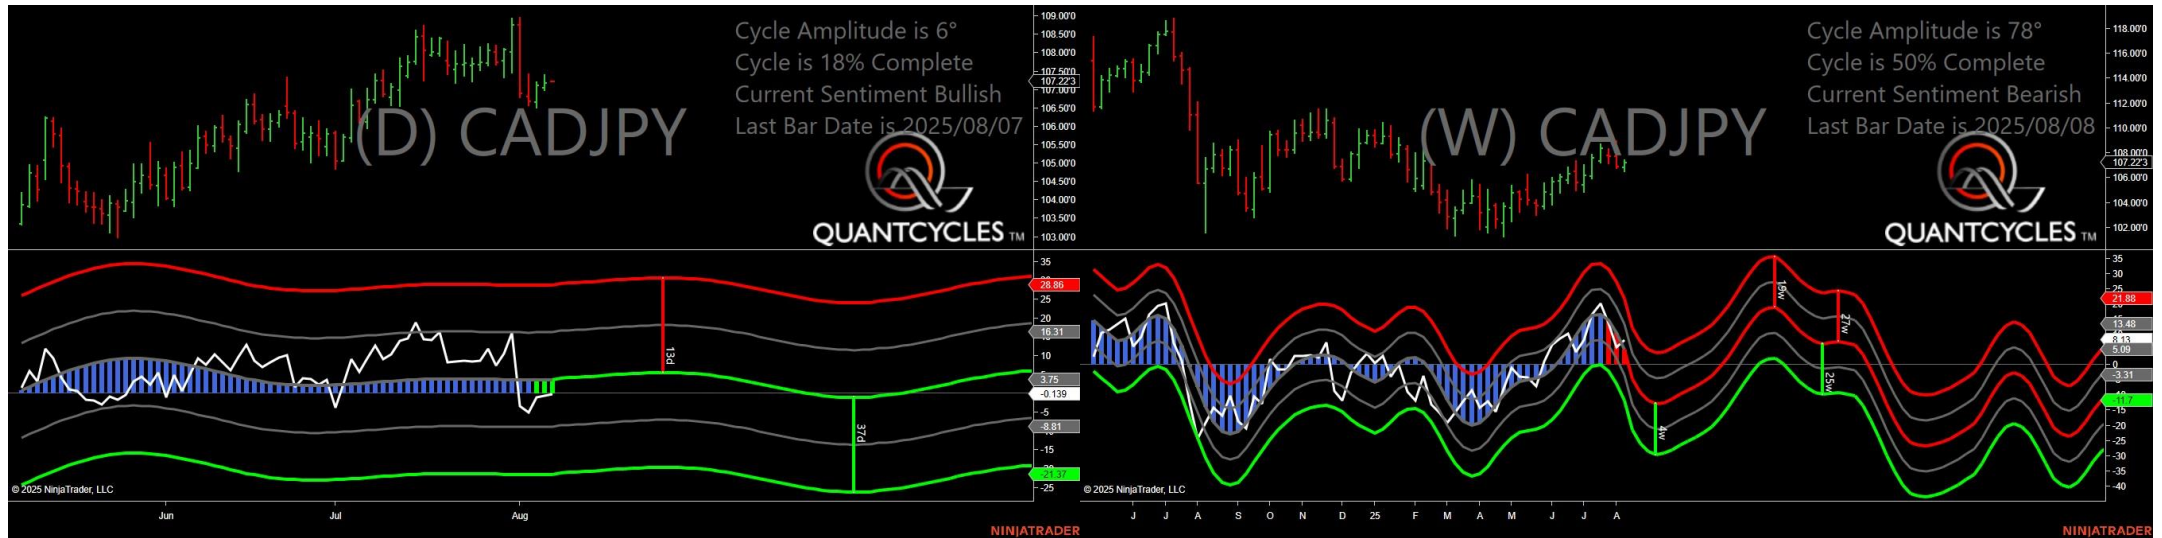 Cycle Amplitude is 6°
Cycle is 18% Complete
Current Sentiment Bullish
Last Bar Date is 2025/08/07
(D) CADJPY
QUANTCYCLES TM
109.00'0
108.50'0
108.00'0
107.50'0
107.22'3
107.00'0
106.50'0
106.00'0
105.50'0
105.00'0
104.50'0
104.00'0
103.50'0
103.00'0
35
28.86
25
20
16.31
10
3.75
-0.139
-5
-8.81
-15
-21.37
-25
13d
37d
© 2025 NinjaTrader, LLC
Jun
Jul
Aug
NINJATRADER
Cycle Amplitude is 78°
Cycle is 50% Complete
Current Sentiment Bearish
Last Bar Date is 2025/08/08
(W) CADJPY
QUANTCYCLES TM
118.00'0
116.00'0
114.00'0
112.00'0
110.00'0
108.00'0
107.22'3
106.00'0
104.00'0
102.00'0
35
30
25
21.88
13.48
8.13
5.09
-3.31
-11.7
-15
-20
-25
-30
-35
-40
19w
27w
25w
4w
© 2025 NinjaTrader, LLC
J J A S O N D 25 F M A M J J A
NINJATRADER